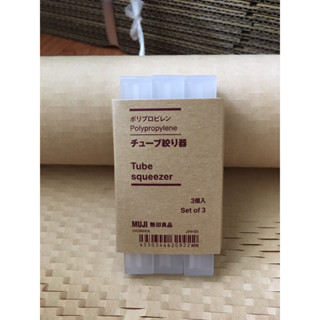 ポリプロピレン
Polypropylene
チューブ絞り器
Tube
squeezer
3個入
Set of 3
MUJI 無印良品